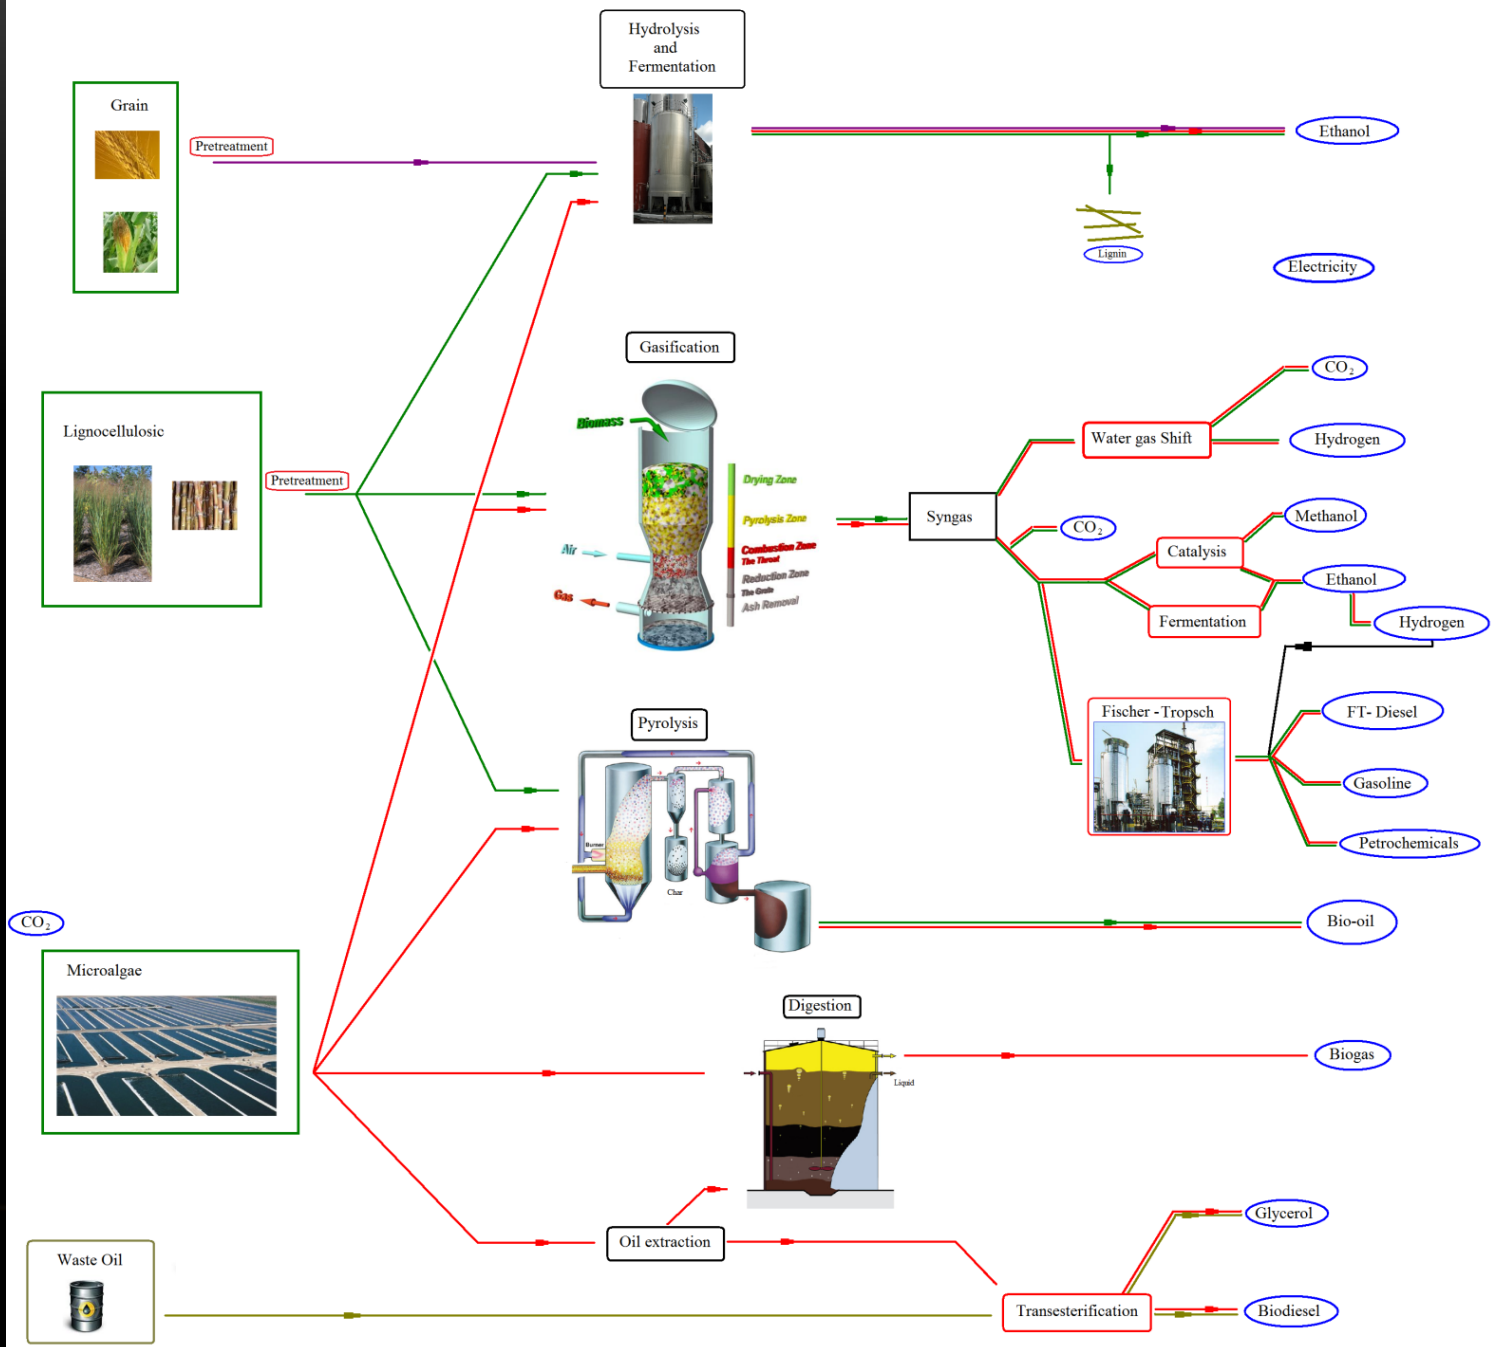 Hydrolysis
and
Fermentation
Grain
Pretreatment
Ethanol
Lignin
Electricity
Gasification
CO₂
Water gas Shift
Hydrogen
Lignocellulosic
Pretreatment
Biomass
Drying Zone
Pyrolysis Zone
Combustion Zone
The Throat
Reduction Zone
The Grate
Ash Removal
Air
Gas
Syngas
CO₂
Methanol
Catalysis
Ethanol
Fermentation
Hydrogen
Pyrolysis
Burner
Char
Fischer -Tropsch
FT- Diesel
Gasoline
Petrochemicals
CO₂
Bio-oil
Microalgae
Digestion
Biogas
Liquid
Oil extraction
Glycerol
Waste Oil
Transesterification
Biodiesel